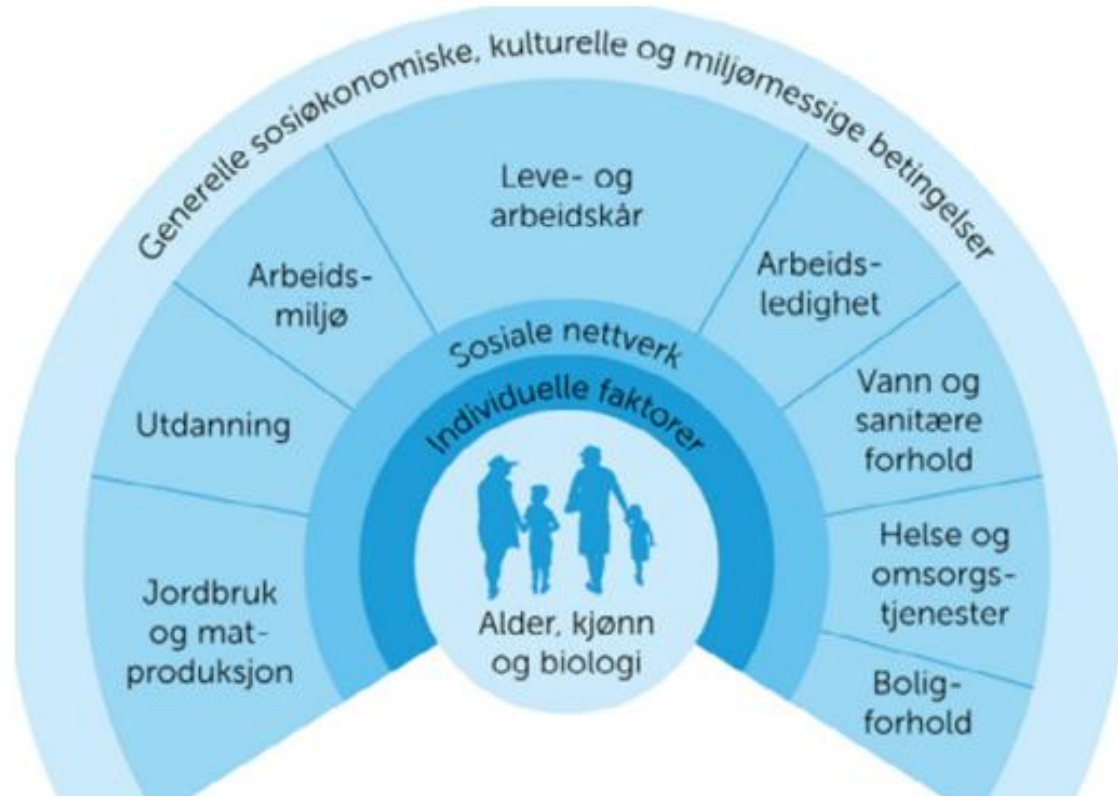 Generelle sosiøkonomiske, kulturelle og miljømessige betingelser
Leve- og
arbeidskår
Arbeids-
miljø
Arbeids-
ledighet
Utdanning
Vann og
sanitære
forhold
Jordbruk
og mat-
produksjon
Helse og
omsorgs-
tjenester
Bolig-
forhold
Sosiale nettverk
Individuelle faktorer
Alder, kjønn
og biologi